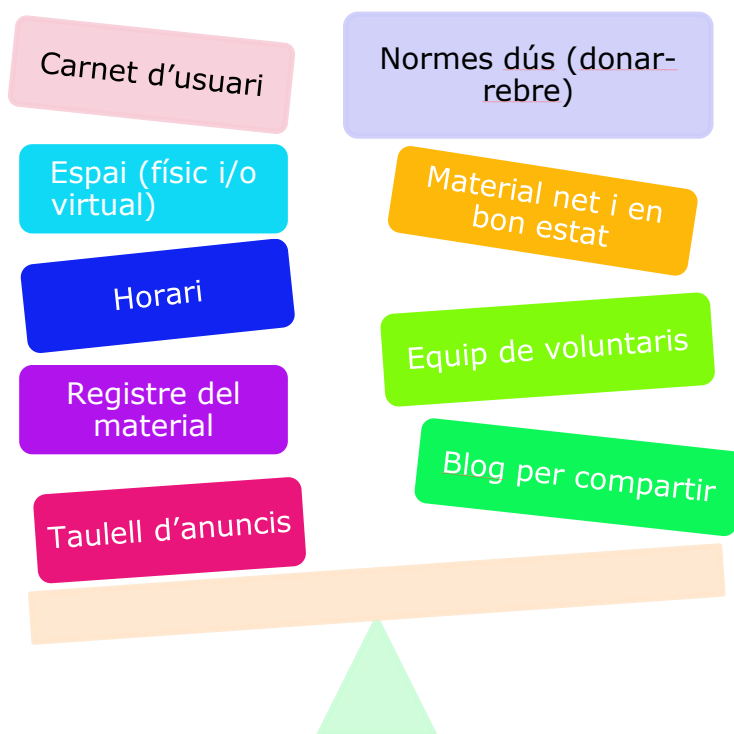 Carnet d’usuari
Espai (físic i/o
virtual)
Horari
Registre del
material
Taulell d’anuncis
Normes dús (donar-
rebre)
Material net i en
bon estat
Equip de voluntaris
Blog per compartir